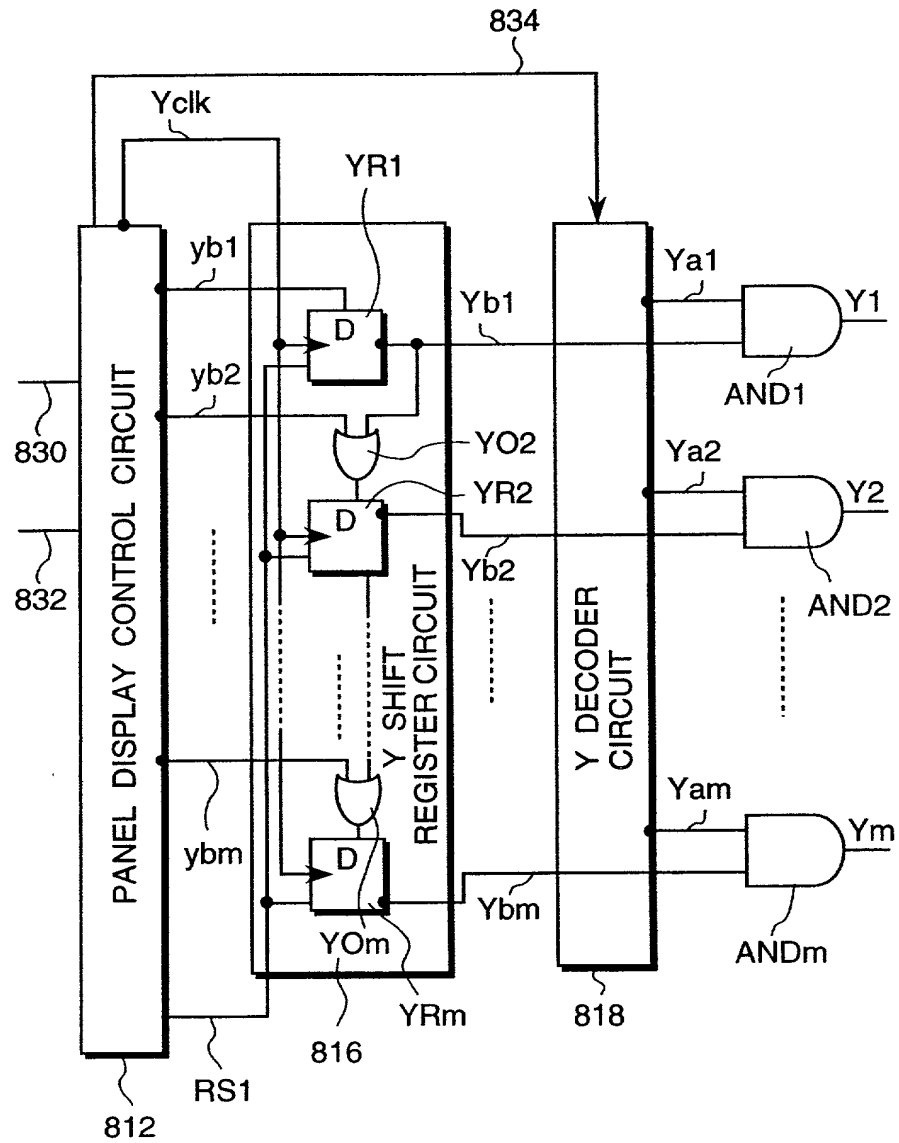 834
Yclk
YR1
yb1
Yb1
Ya1
Y1
D
AND1
yb2
830
YO2
Ya2
YR2
Y2
D
Yb2
832
AND2
PANEL DISPLAY CONTROL CIRCUIT
Y SHIFT
REGISTER CIRCUIT
Y DECODER
CIRCUIT
Yam
Ym
ybm
D
Ybm
YOm
ANDm
YRm
816
818
RS1
812